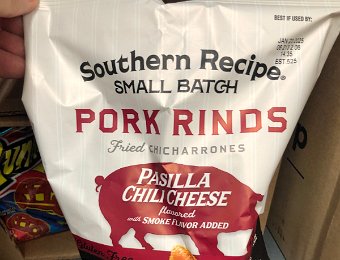 BEST IF USED BY:
Southern Recipe®
SMALL BATCH
PORK RINDS
Fried CHICHARRONES
PASILLA
CHILI CHEESE
flavored
with SMOKE FLAVOR ADDED